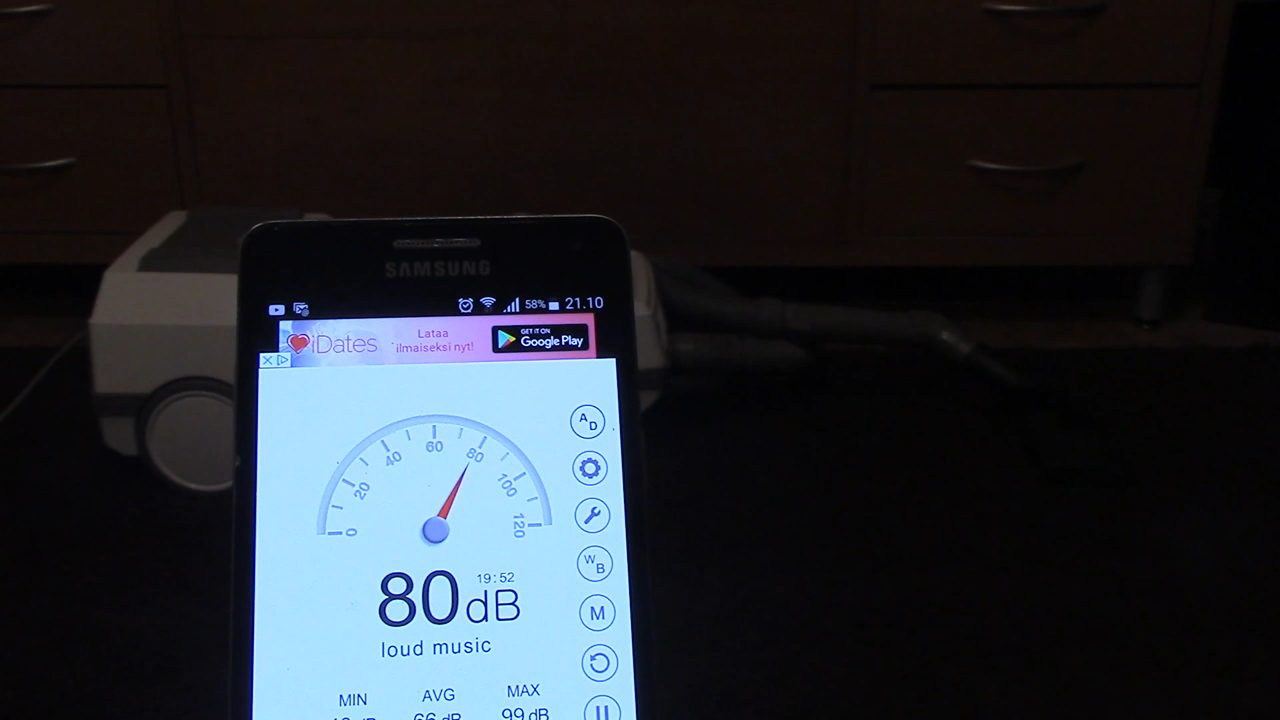 SAMSUNG
58% 21.10
iDates
Lataa
ilmaiseksi nyt!
GET IT ON
Google Play
A
D
0 20 40 60 80 100 120
19:52
80dB
loud music
W
B
M
MIN AVG MAX
66 dB 99 dB